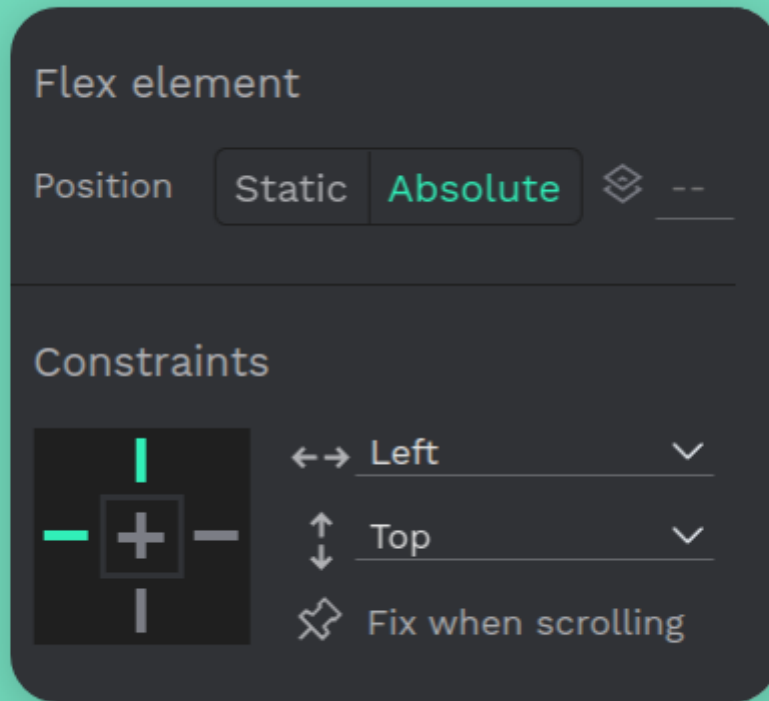 Flex element
Position Static Absolute --
Constraints
Left
Top
Fix when scrolling